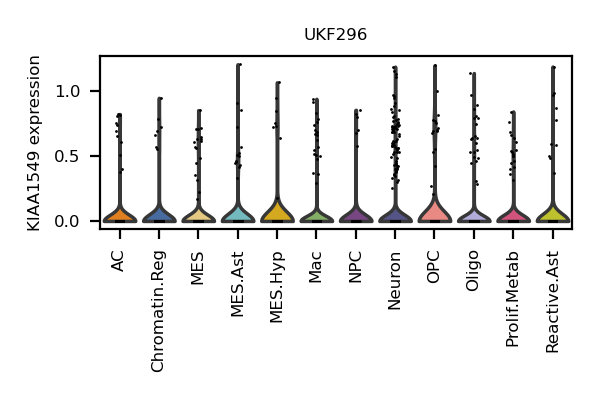 UKF296
KIAA1549 expression
1.0
0.5
0.0
AC
Chromatin.Reg
MES
MES.Ast
MES.Hyp
Mac
NPC
Neuron
OPC
Oligo
Prolif.Metab
Reactive.Ast